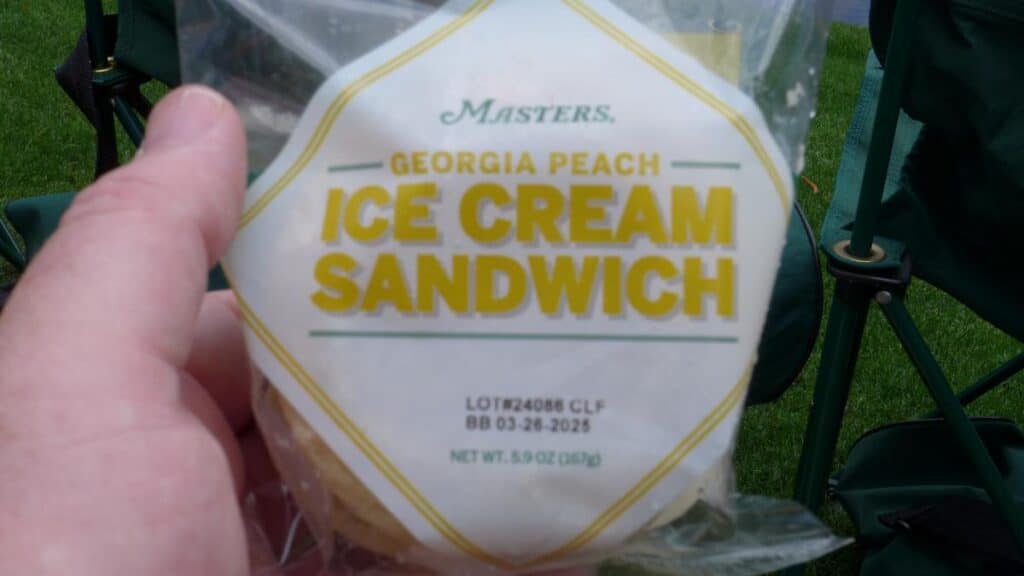 MASTERS
GEORGIA PEACH
ICE CREAM
SANDWICH
LOT#24086 CLF
BB 03-26-2025
NET WT. 5.9 OZ (167g)